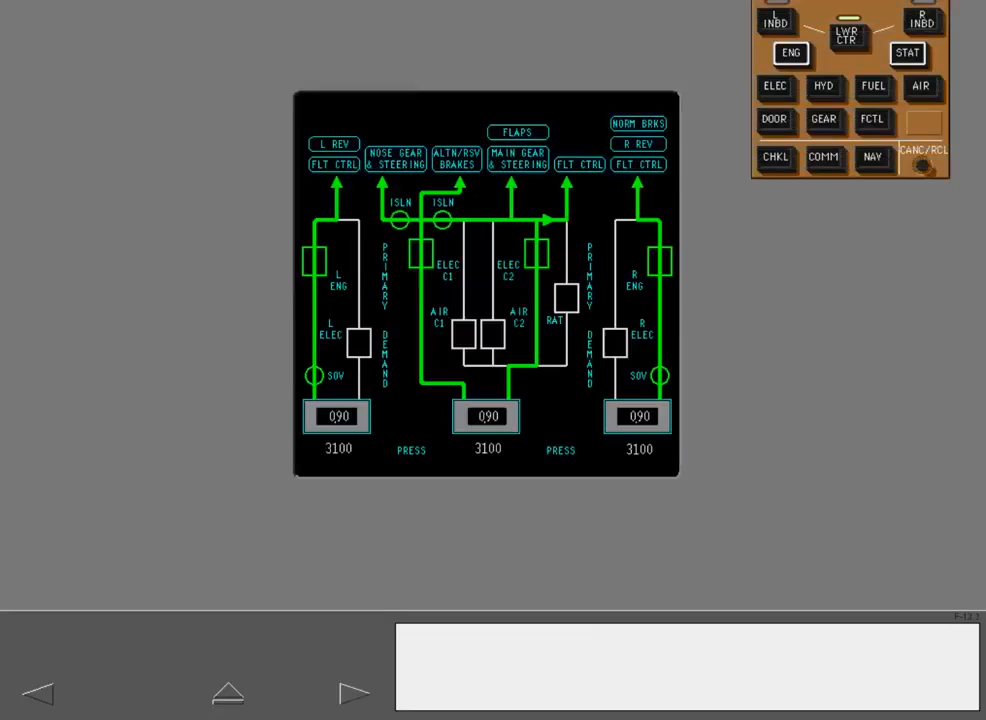 L
INBD
LWR
CTR
R
INBD
ENG
STAT
ELEC
HYD
FUEL
AIR
DOOR
GEAR
FCTL
CHKL
COMM
NAV
CANC/RCL
L REV
FLT CTRL
NOSE GEAR
& STEERING
ALTN/RSV
BRAKES
FLAPS
MAIN GEAR
& STEERING
FLT CTRL
NORM BRKS
R REV
FLT CTRL
ISLN
ISLN
PRIMARY
PRIMARY
L
ENG
ELEC
C1
ELEC
C2
R
ENG
AIR
C1
AIR
C2
RAT
L
ELEC
DEMAND
DEMAND
R
ELEC
SOV
SOV
0.90
0.90
0.90
3100
PRESS
3100
PRESS
3100